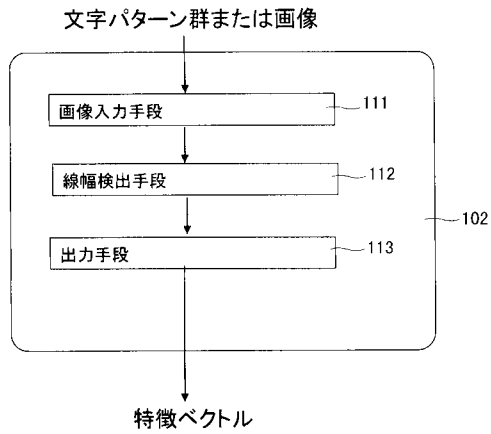 文字パターン群または画像
画像入力手段
111
線幅検出手段
112
出力手段
113
102
特徴ベクトル